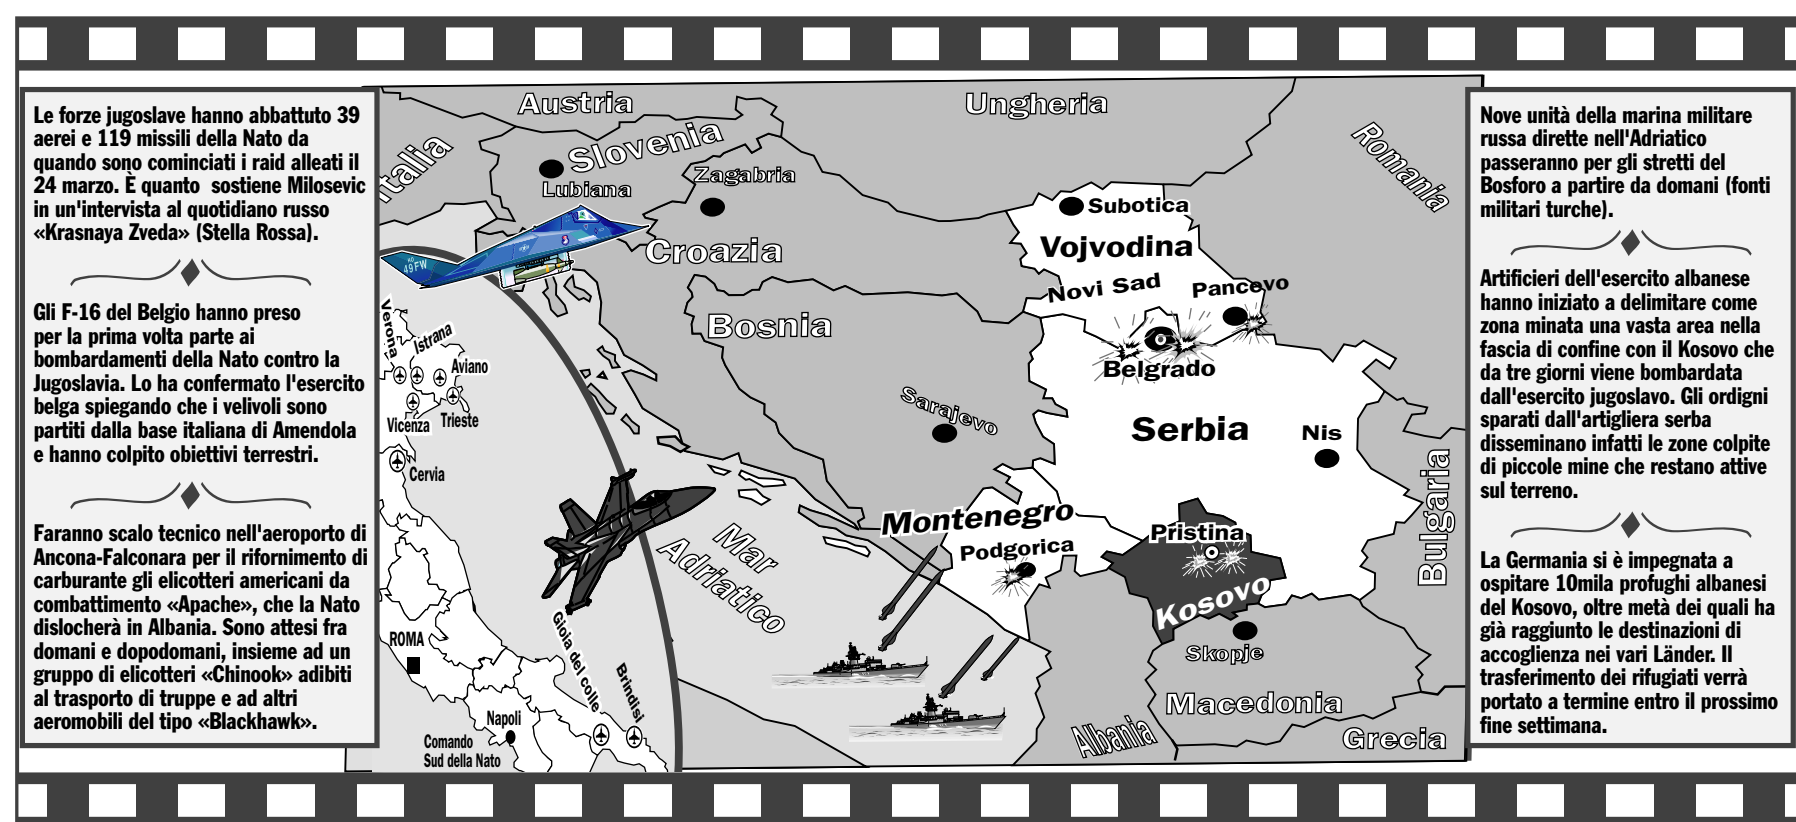 Le forze jugoslave hanno abbattuto 39
aerei e 119 missili della Nato da
quando sono cominciati i raid alleati il
24 marzo. È quanto sostiene Milosevic
in un'intervista al quotidiano russo
«Krasnaya Zveda» (Stella Rossa).
Gli F-16 del Belgio hanno preso
per la prima volta parte ai
bombardamenti della Nato contro la
Jugoslavia. Lo ha confermato l'esercito
belga spiegando che i velivoli sono
partiti dalla base italiana di Amendola
e hanno colpito obiettivi terrestri.
Faranno scalo tecnico nell'aeroporto di
Ancona-Falconara per il rifornimento di
carburante gli elicotteri americani da
combattimento «Apache», che la Nato
dislocherà in Albania. Sono attesi fra
domani e dopodomani, insieme ad un
gruppo di elicotteri «Chinook» adibiti
al trasporto di truppe e ad altri
aeromobili del tipo «Blackhawk».
Austria
Ungheria
Italia
Slovenia
Romania
Lubiana
Zagabria
Croazia
49FW
Subotica
Vojvodina
Novi Sad
Pancevo
Bosnia
Belgrado
Verona
Istrana
Aviano
Vicenza
Trieste
Cervia
Sarajevo
Serbia
Nis
Bulgaria
Montenegro
Podgorica
Pristina
Kosovo
Mar
Adriatico
ROMA
Gioia del colle
Brindisi
Napoli
Comando
Sud della Nato
Skopje
Macedonia
Albania
Grecia
Nove unità della marina militare
russa dirette nell'Adriatico
passeranno per gli stretti del
Bosforo a partire da domani (fonti
militari turche).
Artificieri dell'esercito albanese
hanno iniziato a delimitare come
zona minata una vasta area nella
fascia di confine con il Kosovo che
da tre giorni viene bombardata
dall'esercito jugoslavo. Gli ordigni
sparati dall'artigliera serba
disseminano infatti le zone colpite
di piccole mine che restano attive
sul terreno.
La Germania si è impegnata a
ospitare 10mila profughi albanesi
del Kosovo, oltre metà dei quali ha
già raggiunto le destinazioni di
accoglienza nei vari Länder. Il
trasferimento dei rifugiati verrà
portato a termine entro il prossimo
fine settimana.